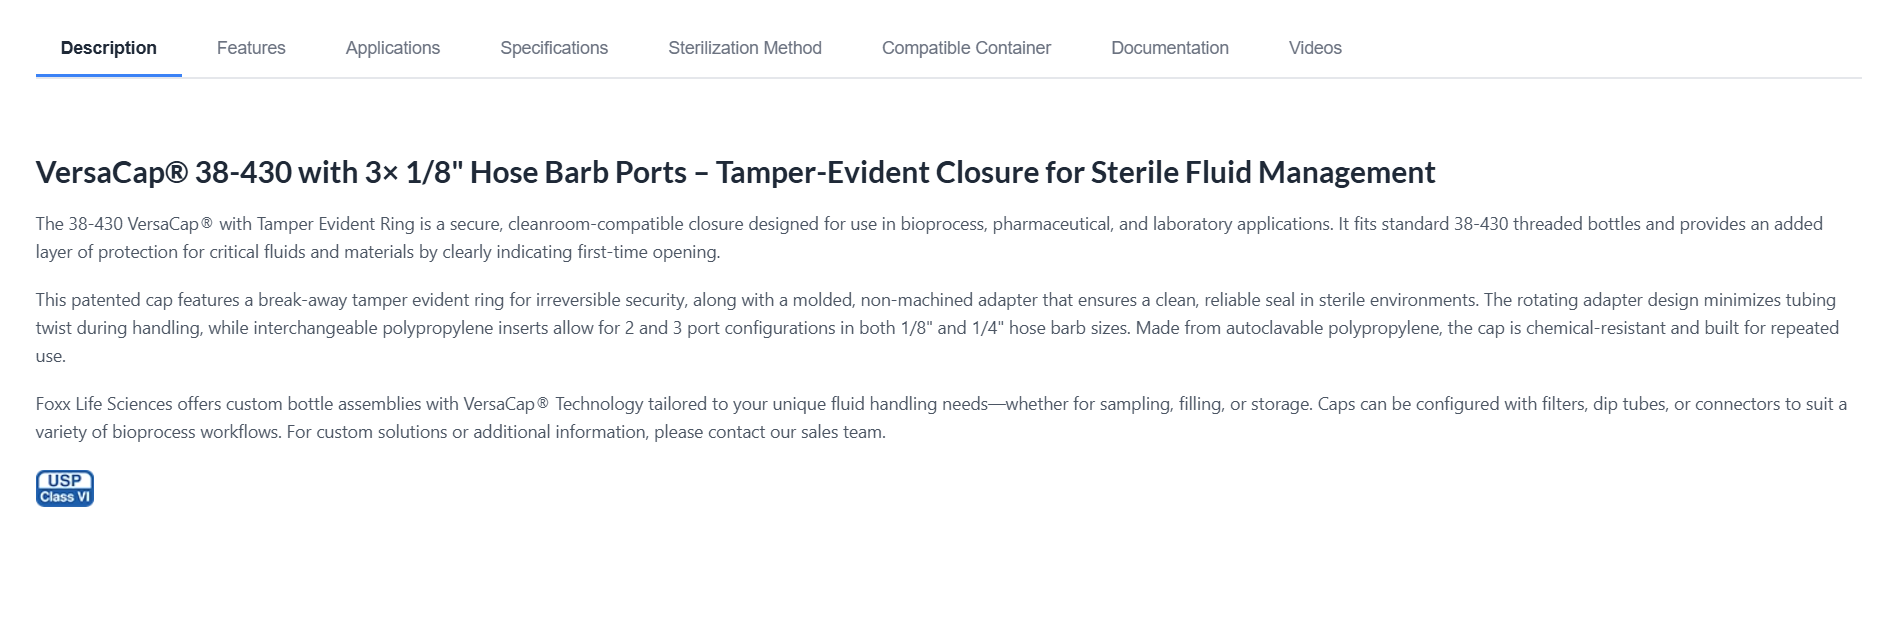 Description Features Applications Specifications Sterilization Method Compatible Container Documentation Videos
VersaCap® 38-430 with 3× 1/8" Hose Barb Ports – Tamper-Evident Closure for Sterile Fluid Management
The 38-430 VersaCap® with Tamper Evident Ring is a secure, cleanroom-compatible closure designed for use in bioprocess, pharmaceutical, and laboratory applications. It fits standard 38-430 threaded bottles and provides an added
layer of protection for critical fluids and materials by clearly indicating first-time opening.
This patented cap features a break-away tamper evident ring for irreversible security, along with a molded, non-machined adapter that ensures a clean, reliable seal in sterile environments. The rotating adapter design minimizes tubing
twist during handling, while interchangeable polypropylene inserts allow for 2 and 3 port configurations in both 1/8" and 1/4" hose barb sizes. Made from autoclavable polypropylene, the cap is chemical-resistant and built for repeated
use.
Foxx Life Sciences offers custom bottle assemblies with VersaCap® Technology tailored to your unique fluid handling needs—whether for sampling, filling, or storage. Caps can be configured with filters, dip tubes, or connectors to suit a
variety of bioprocess workflows. For custom solutions or additional information, please contact our sales team.
USP
Class VI